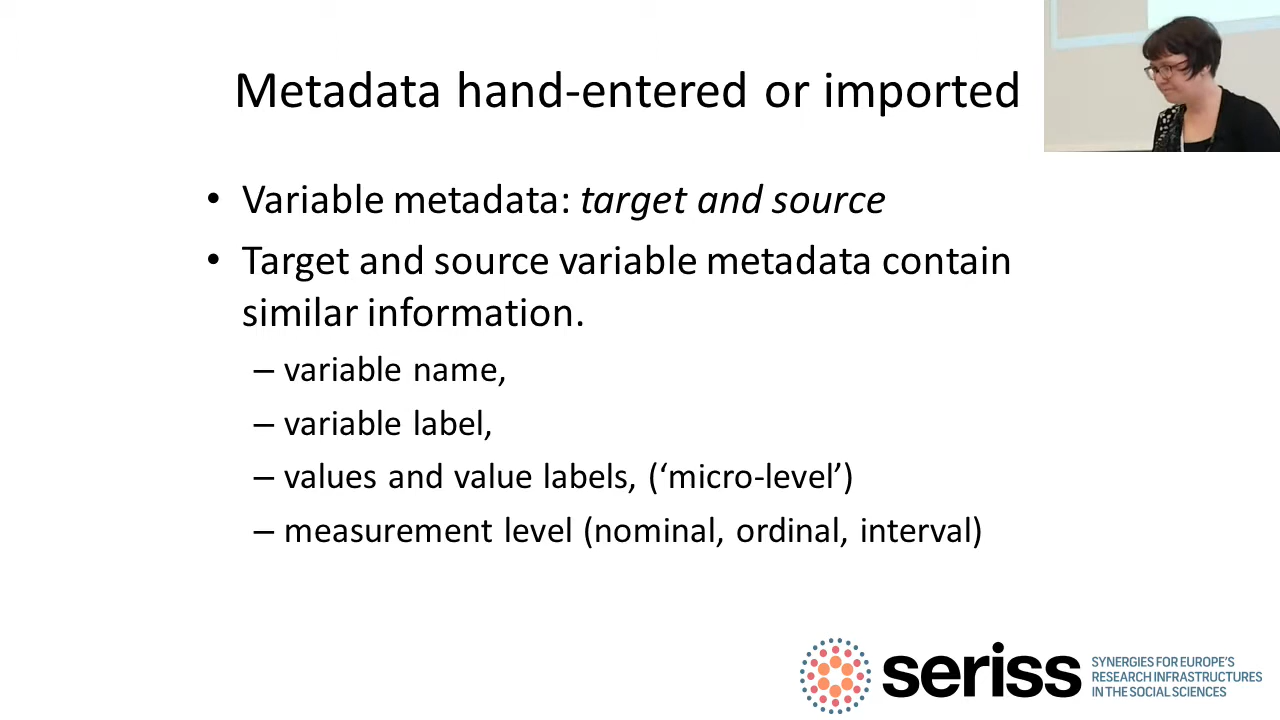 Metadata hand-entered or imported
• Variable metadata: target and source
• Target and source variable metadata contain
similar information.
– variable name,
– variable label,
– values and value labels, (‘micro-level’)
– measurement level (nominal, ordinal, interval)
seriss
SYNERGIES FOR EUROPE'S
RESEARCH INFRASTRUCTURES
IN THE SOCIAL SCIENCES